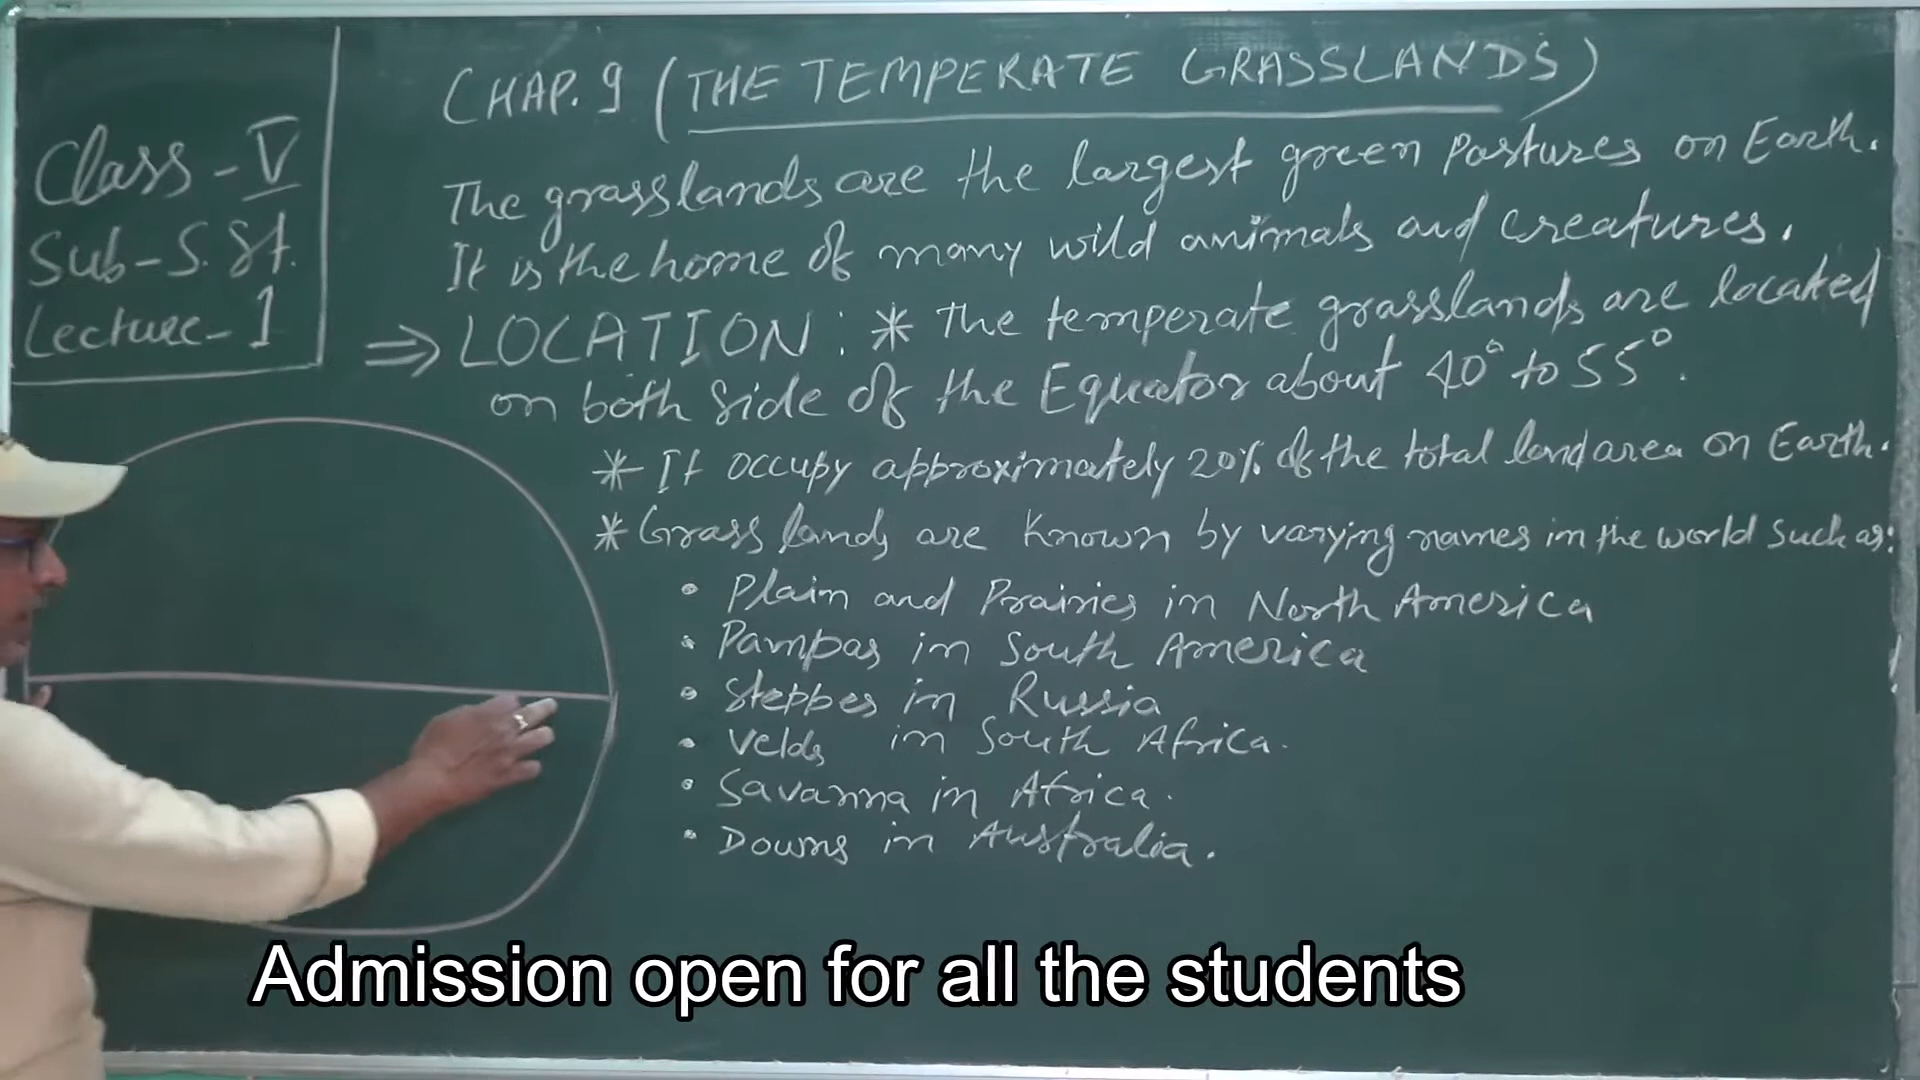 Class - V
Sub - S. St.
Lecture - 1
CHAP. 9 (THE TEMPERATE GRASSLANDS)
The grasslands are the largest green pastures on Earth.
It is the home of many wild animals and creatures.
⇒ LOCATION : * The temperate grasslands are located
on both side of the Equator about 40° to 55°.
* It occupy approximately 20% of the total land area on Earth.
* Grass lands are known by varying names in the world such as:
• Plain and Prairies in North America
• Pampas in South America
• Steppes in Russia
• Velds in South Africa.
• Savanna in Africa.
• Downs in Australia.
Admission open for all the students